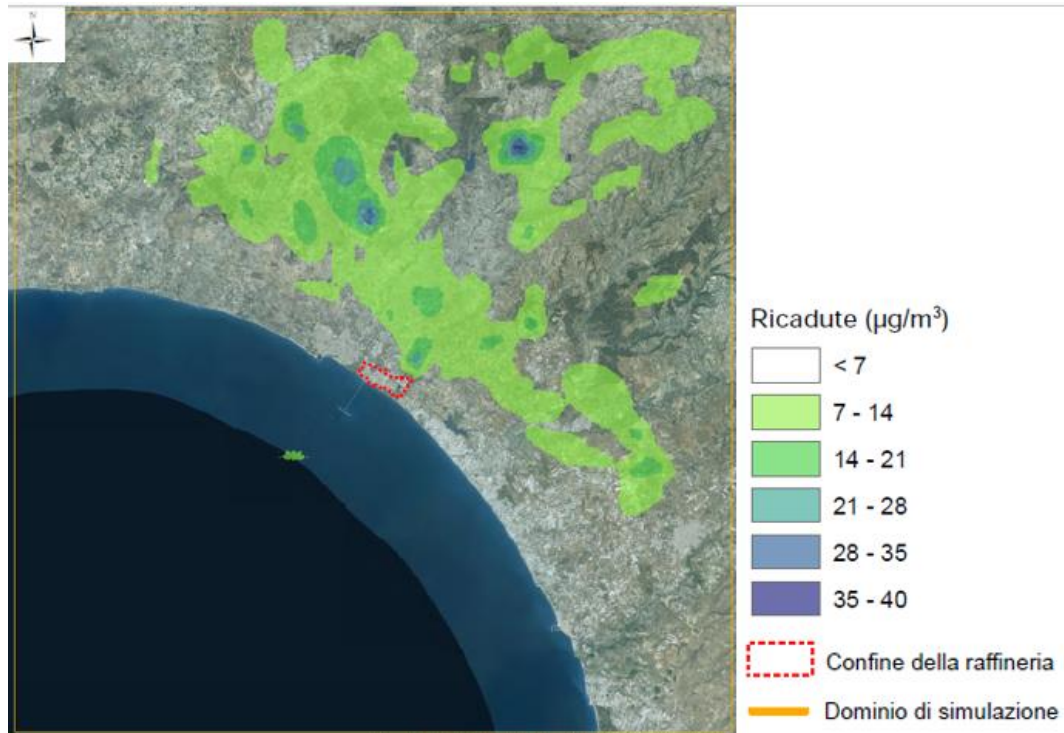 N
Ricadute (µg/m³)
< 7
7 - 14
14 - 21
21 - 28
28 - 35
35 - 40
Confine della raffineria
Dominio di simulazione